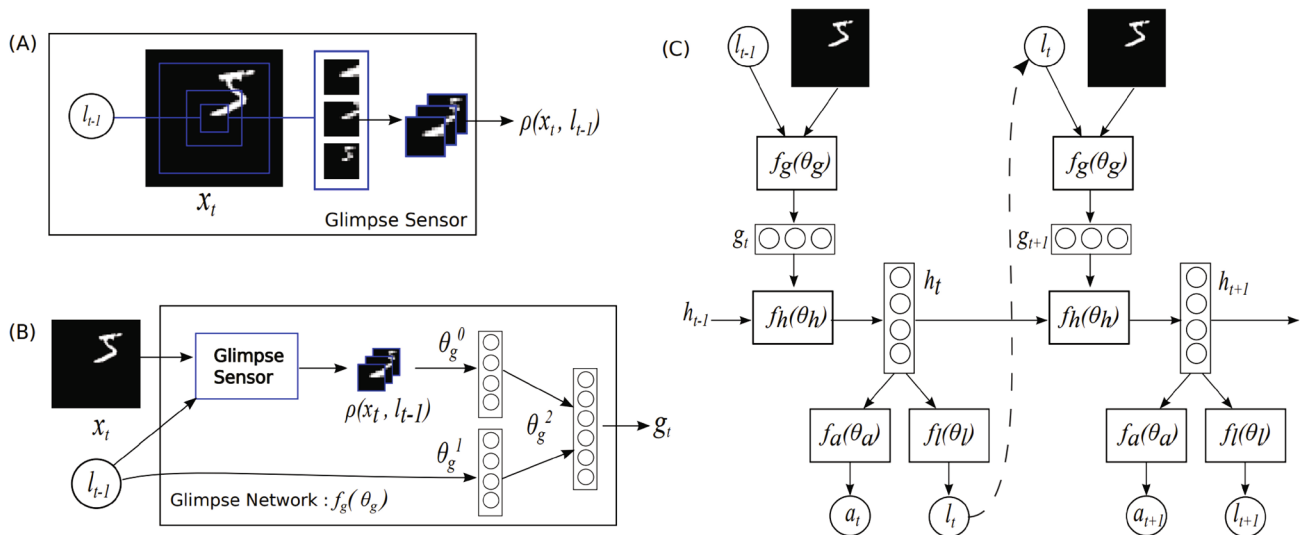 (A)
l_{t-1}
x_t
ρ(x_t, l_{t-1})
Glimpse Sensor
(B)
x_t
l_{t-1}
Glimpse
Sensor
ρ(x_t, l_{t-1})
θ_g^0
θ_g^1
θ_g^2
g_t
Glimpse Network : f_g( θ_g)
(C)
l_{t-1}
l_t
f_g(θ_g)
f_g(θ_g)
g_t
g_{t+1}
h_{t-1}
f_h(θ_h)
h_t
f_h(θ_h)
h_{t+1}
f_a(θ_a)
f_l(θ_l)
f_a(θ_a)
f_l(θ_l)
a_t
l_t
a_{t+1}
l_{t+1}